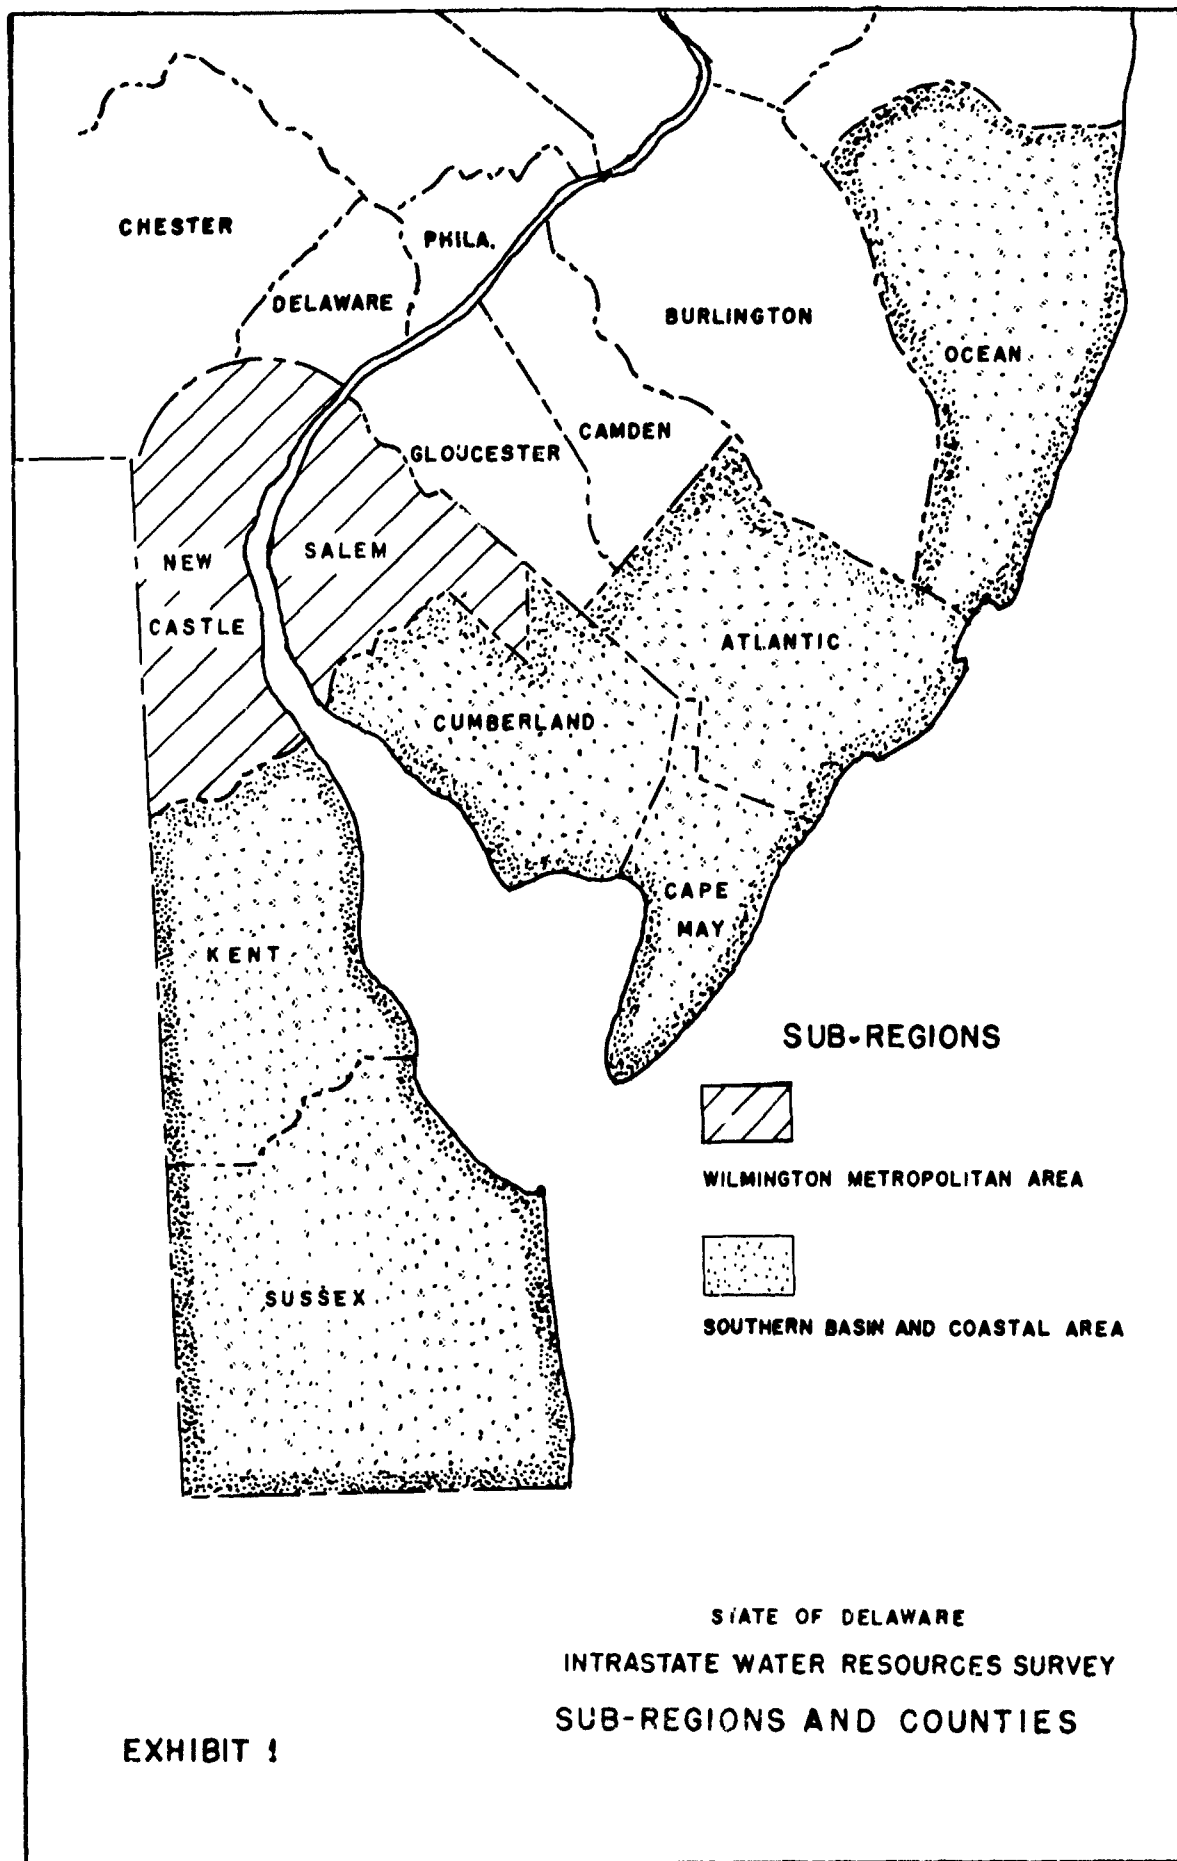 CHESTER
PHILA.
DELAWARE
BURLINGTON
OCEAN
CAMDEN
GLOUCESTER
NEW
CASTLE
SALEM
ATLANTIC
CUMBERLAND
CAPE
MAY
KENT
SUSSEX
SUB-REGIONS
WILMINGTON METROPOLITAN AREA
SOUTHERN BASIN AND COASTAL AREA
STATE OF DELAWARE
INTRASTATE WATER RESOURCES SURVEY
SUB-REGIONS AND COUNTIES
EXHIBIT 1